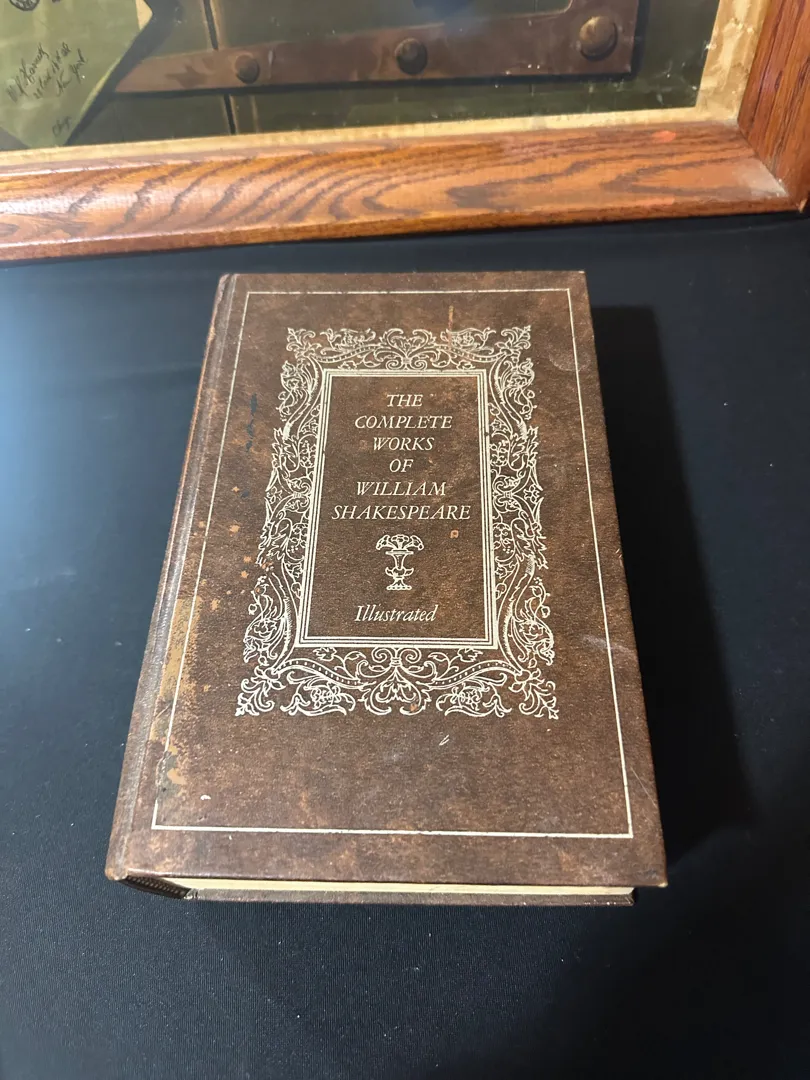 THE
COMPLETE
WORKS
OF
WILLIAM
SHAKESPEARE
Illustrated